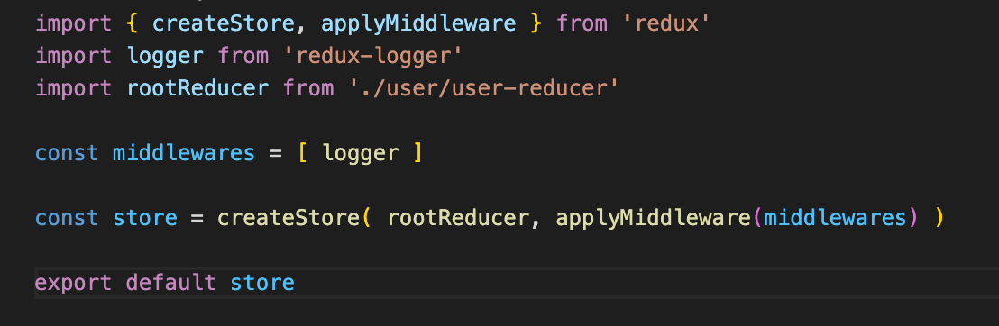 import { createStore, applyMiddleware } from 'redux'
import logger from 'redux-logger'
import rootReducer from './user/user-reducer'
const middlewares = [ logger ]
const store = createStore( rootReducer, applyMiddleware(middlewares) )
export default store